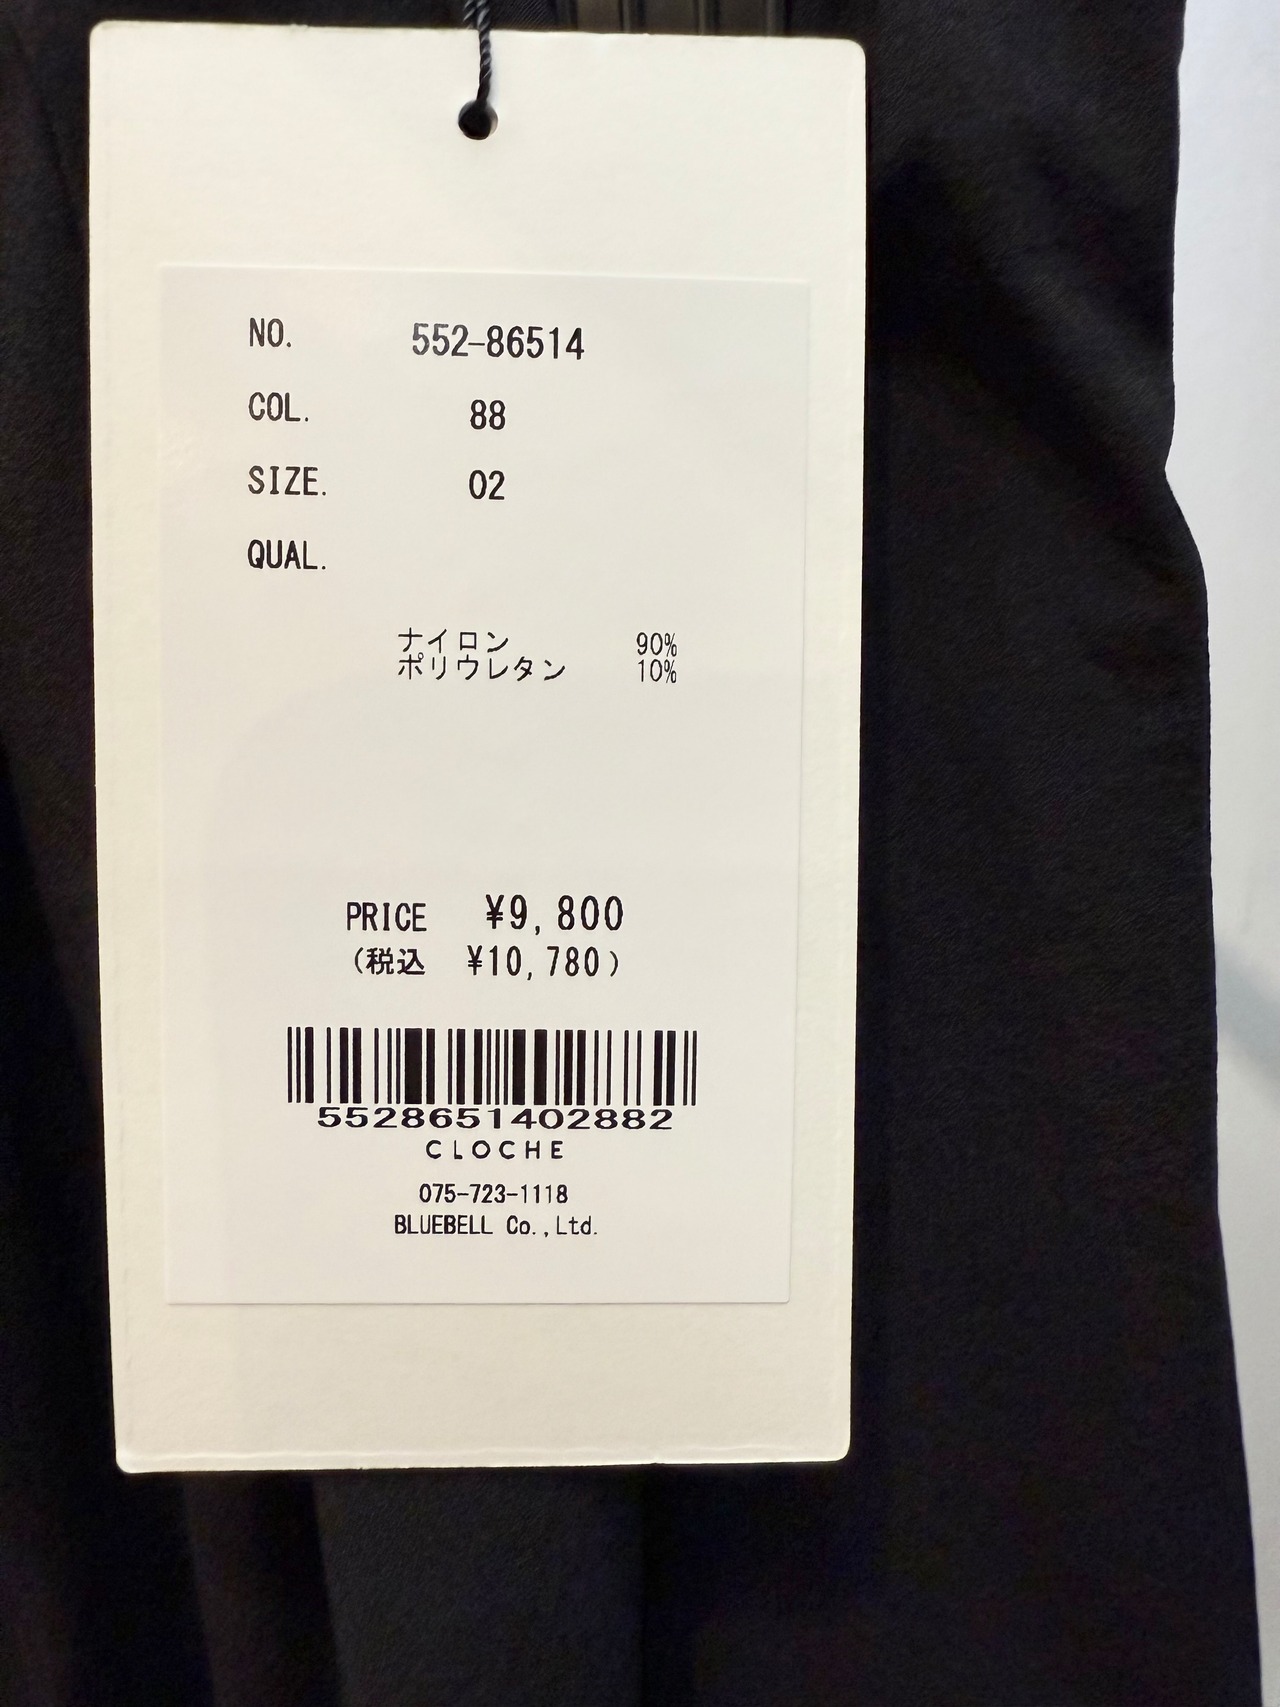 NO. 552-86514
COL. 88
SIZE. 02
QUAL.
ナイロン 90%
ポリウレタン 10%
PRICE ¥9,800
(税込 ¥10,780)
5528651402882
CLOCHE
075-723-1118
BLUEBELL Co.,Ltd.